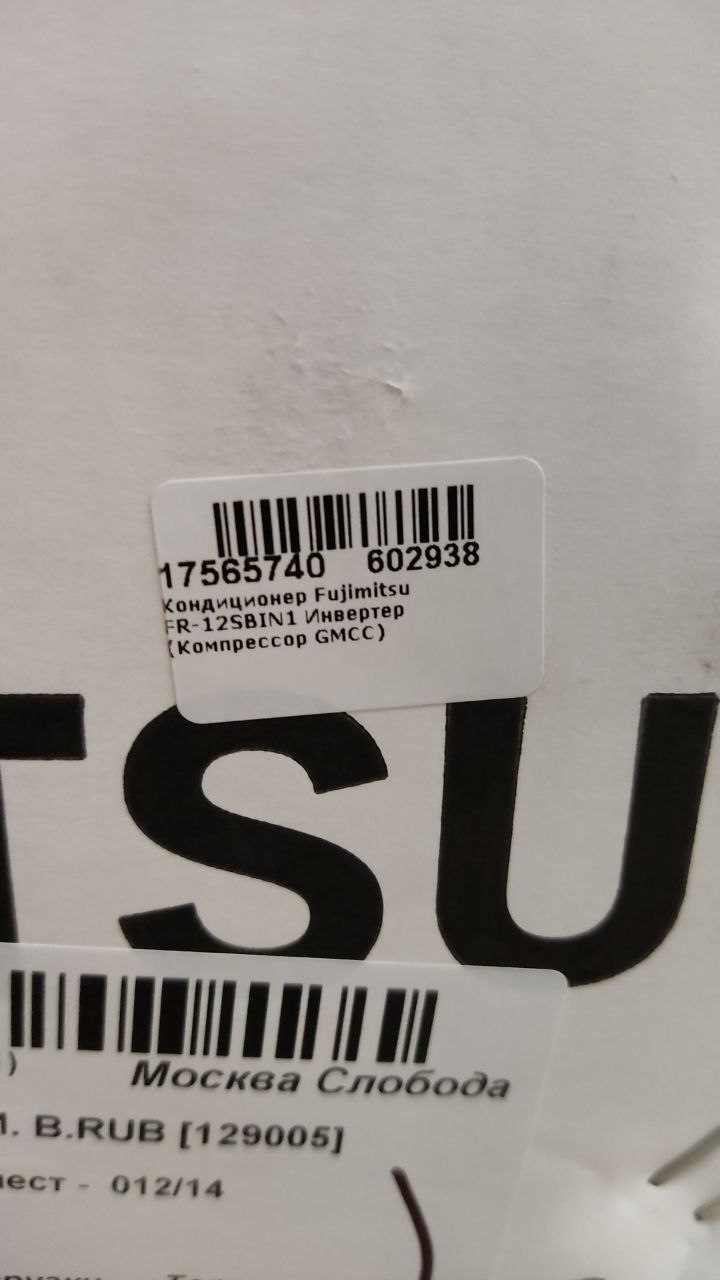 17565740 602938
Кондиционер Fujimitsu
FR-12SBIN1 Инвертер
(Компрессор GMCC)
TSU
Москва Слобода
B.RUB [129005]
- 012/14